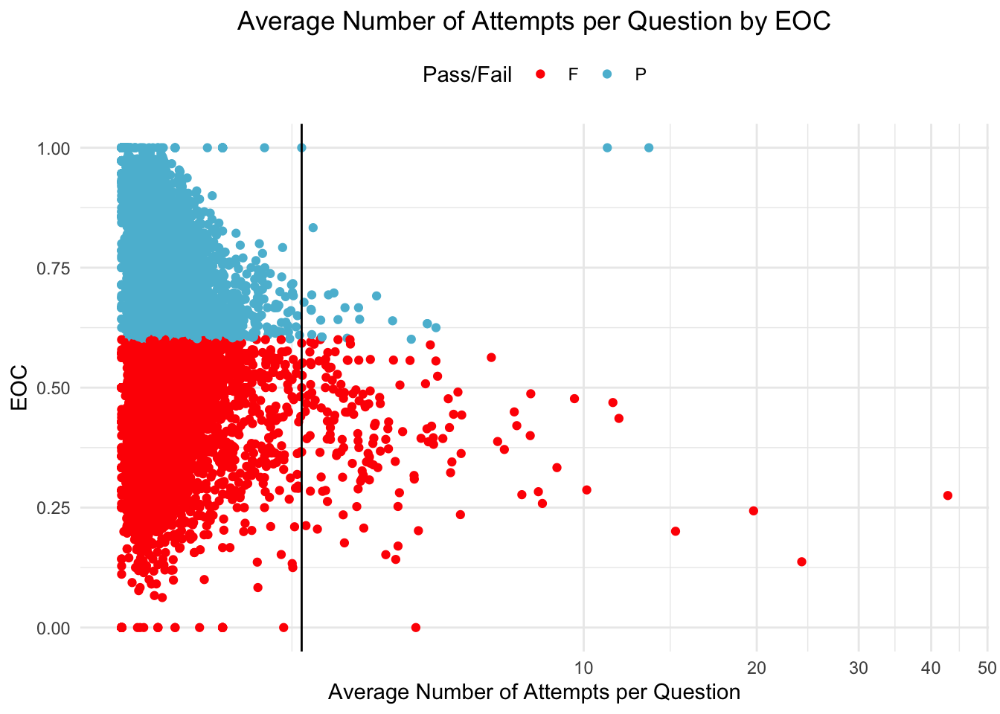 Average Number of Attempts per Question by EOC
Pass/Fail F P
1.00
0.75
0.50
0.25
0.00
EOC
10 20 30 40 50
Average Number of Attempts per Question